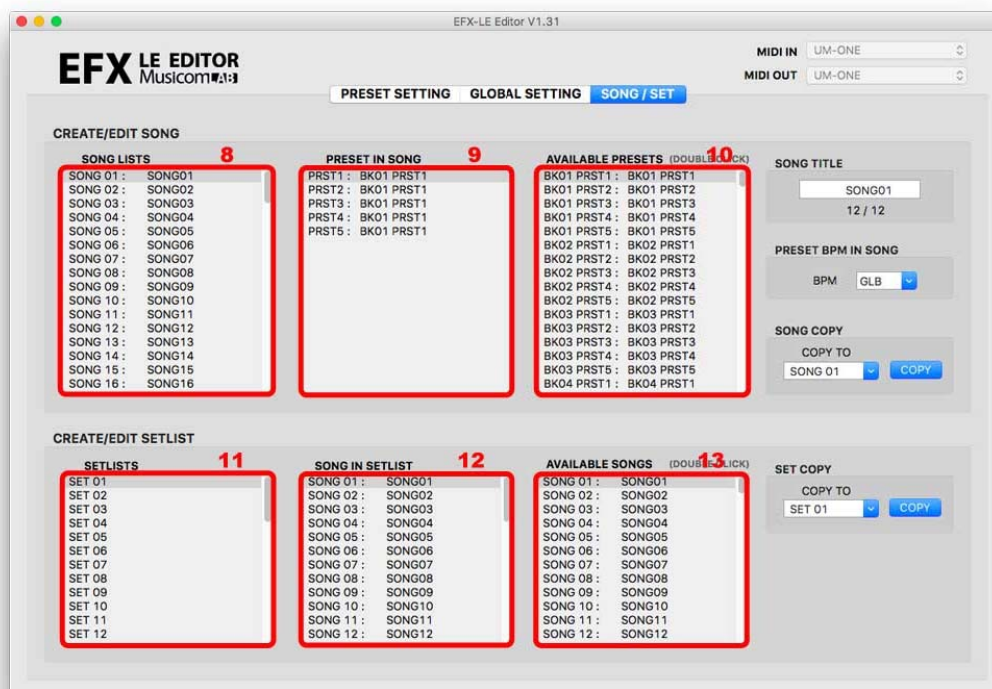 EFX-LE Editor V1.31
EFX LE EDITOR
MusicomLAB
MIDI IN UM-ONE
MIDI OUT UM-ONE
PRESET SETTING GLOBAL SETTING SONG / SET
CREATE/EDIT SONG
SONG LISTS 8
SONG 01 : SONG01
SONG 02 : SONG02
SONG 03 : SONG03
SONG 04 : SONG04
SONG 05 : SONG05
SONG 06 : SONG06
SONG 07 : SONG07
SONG 08 : SONG08
SONG 09 : SONG09
SONG 10 : SONG10
SONG 11 : SONG11
SONG 12 : SONG12
SONG 13 : SONG13
SONG 14 : SONG14
SONG 15 : SONG15
SONG 16 : SONG16
PRESET IN SONG 9
PRST1 : BK01 PRST1
PRST2 : BK01 PRST1
PRST3 : BK01 PRST1
PRST4 : BK01 PRST1
PRST5 : BK01 PRST1
AVAILABLE PRESETS (DOUBLE CLICK) 10
BK01 PRST1 : BK01 PRST1
BK01 PRST2 : BK01 PRST2
BK01 PRST3 : BK01 PRST3
BK01 PRST4 : BK01 PRST4
BK01 PRST5 : BK01 PRST5
BK02 PRST1 : BK02 PRST1
BK02 PRST2 : BK02 PRST2
BK02 PRST3 : BK02 PRST3
BK02 PRST4 : BK02 PRST4
BK02 PRST5 : BK02 PRST5
BK03 PRST1 : BK03 PRST1
BK03 PRST2 : BK03 PRST2
BK03 PRST3 : BK03 PRST3
BK03 PRST4 : BK03 PRST4
BK03 PRST5 : BK03 PRST5
BK04 PRST1 : BK04 PRST1
SONG TITLE
SONG01
12 / 12
PRESET BPM IN SONG
BPM GLB
SONG COPY
COPY TO
SONG 01 COPY
CREATE/EDIT SETLIST
SETLISTS 11
SET 01
SET 02
SET 03
SET 04
SET 05
SET 06
SET 07
SET 08
SET 09
SET 10
SET 11
SET 12
SONG IN SETLIST 12
SONG 01 : SONG01
SONG 02 : SONG02
SONG 03 : SONG03
SONG 04 : SONG04
SONG 05 : SONG05
SONG 06 : SONG06
SONG 07 : SONG07
SONG 08 : SONG08
SONG 09 : SONG09
SONG 10 : SONG10
SONG 11 : SONG11
SONG 12 : SONG12
AVAILABLE SONGS (DOUBLE CLICK) 13
SONG 01 : SONG01
SONG 02 : SONG02
SONG 03 : SONG03
SONG 04 : SONG04
SONG 05 : SONG05
SONG 06 : SONG06
SONG 07 : SONG07
SONG 08 : SONG08
SONG 09 : SONG09
SONG 10 : SONG10
SONG 11 : SONG11
SONG 12 : SONG12
SET COPY
COPY TO
SET 01 COPY